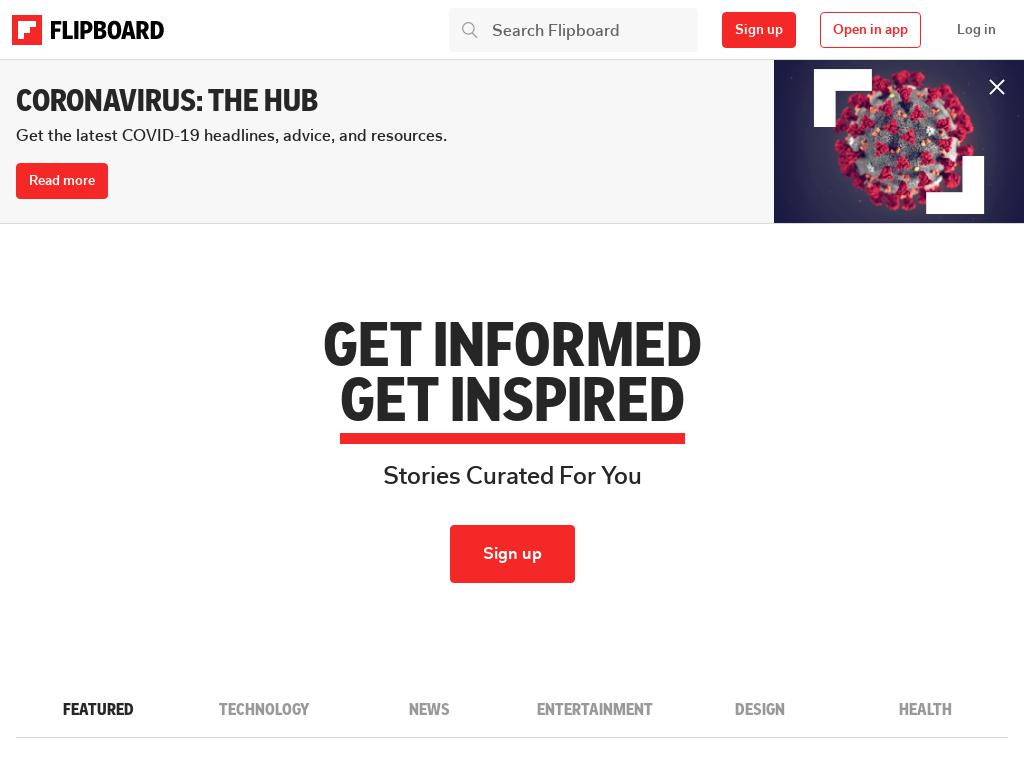 FLIPBOARD
Search Flipboard
Sign up
Open in app
Log in
CORONAVIRUS: THE HUB
Get the latest COVID-19 headlines, advice, and resources.
Read more
GET INFORMED
GET INSPIRED
Stories Curated For You
Sign up
FEATURED
TECHNOLOGY
NEWS
ENTERTAINMENT
DESIGN
HEALTH